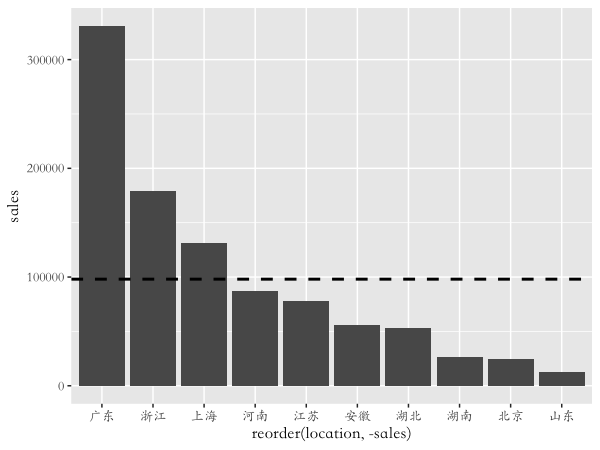 sales
300000
200000
100000
0
广东 浙江 上海 河南 江苏 安徽 湖北 湖南 北京 山东
reorder(location, -sales)